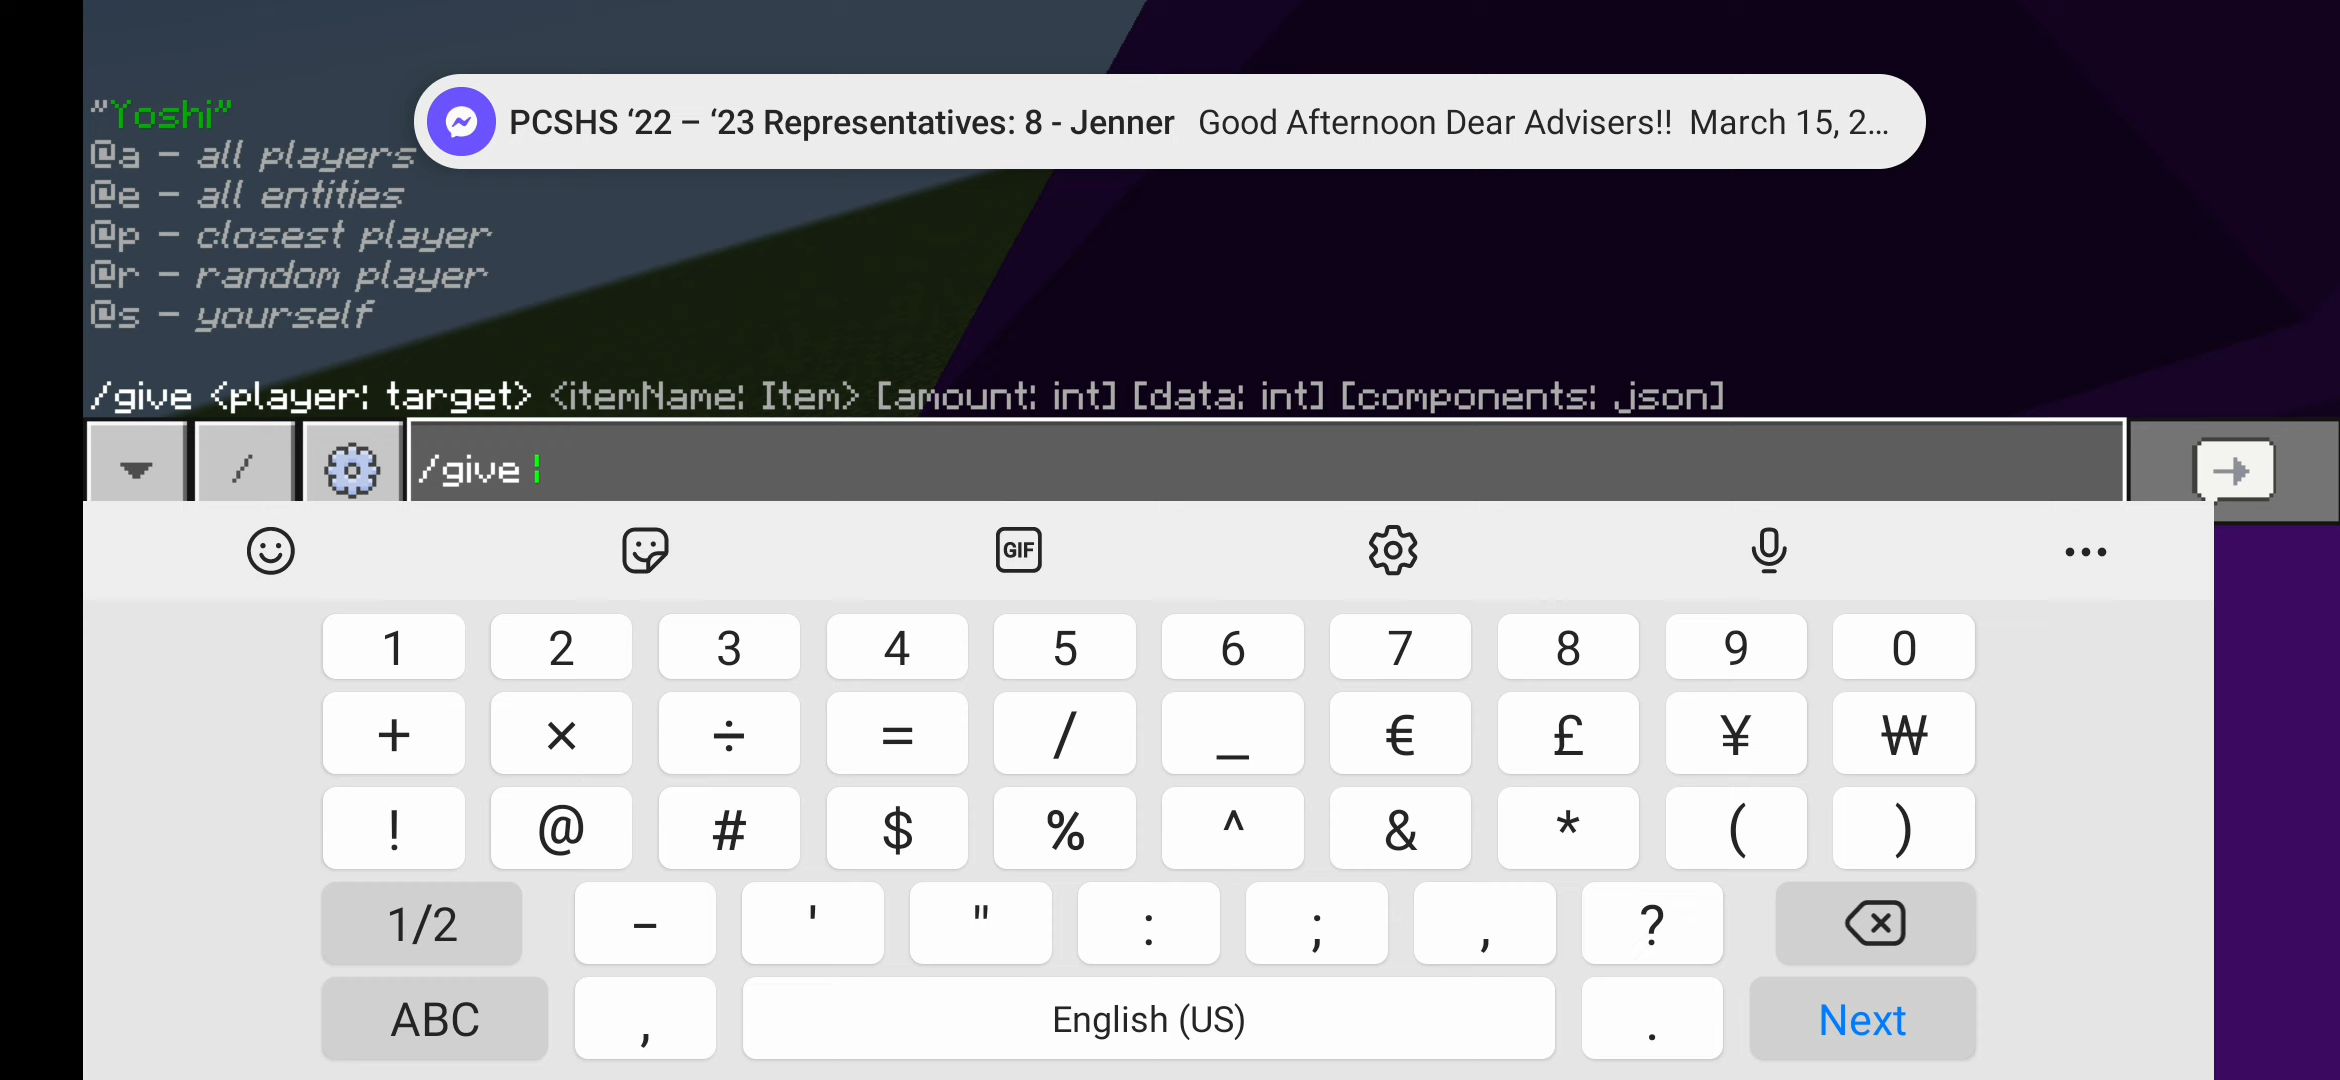 "Yoshi"
PCSHS ‘22 – ‘23 Representatives: 8 - Jenner Good Afternoon Dear Advisers!! March 15, 2...
@a - all players
@e - all entities
@p - closest player
@r - random player
@s - yourself
/give <player: target> <itemName: Item> [amount: int] [data: int] [components: json]
/ /give
GIF
1 2 3 4 5 6 7 8 9 0
+ × ÷ = / _ € £ ¥ ₩
! @ # $ % ^ & * ( )
1/2 - ' " : ; , ?
ABC , English (US) . Next